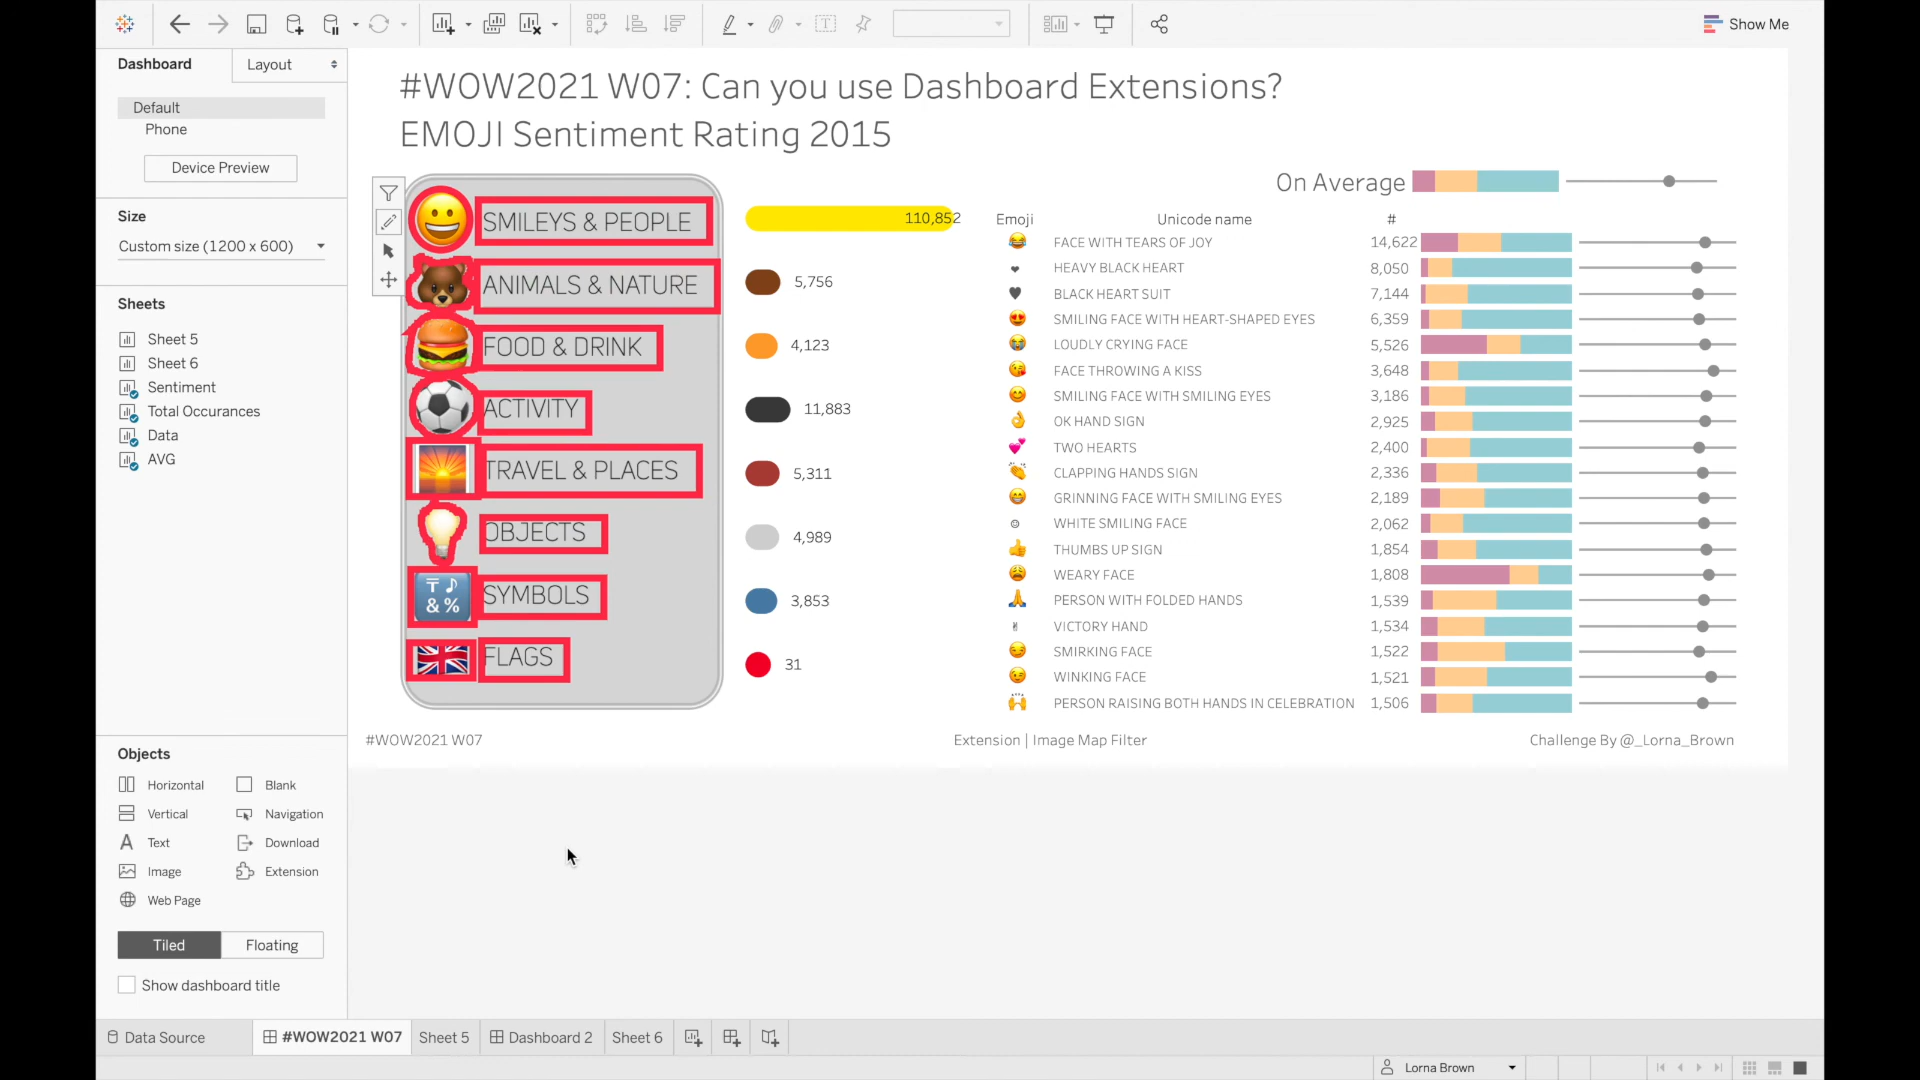 Show Me
Dashboard
Layout
Default
Phone
Device Preview
Size
Custom size (1200 x 600)
Sheets
Sheet 5
Sheet 6
Sentiment
Total Occurances
Data
AVG
Objects
Horizontal
Blank
Vertical
Navigation
Text
Download
Image
Extension
Web Page
Tiled
Floating
Show dashboard title
#WOW2021 W07: Can you use Dashboard Extensions?
EMOJI Sentiment Rating 2015
SMILEYS & PEOPLE
ANIMALS & NATURE
FOOD & DRINK
ACTIVITY
TRAVEL & PLACES
OBJECTS
SYMBOLS
FLAGS
110,852
5,756
4,123
11,883
5,311
4,989
3,853
31
On Average
Emoji Unicode name #
FACE WITH TEARS OF JOY 14,622
HEAVY BLACK HEART 8,050
BLACK HEART SUIT 7,144
SMILING FACE WITH HEART-SHAPED EYES 6,359
LOUDLY CRYING FACE 5,526
FACE THROWING A KISS 3,648
SMILING FACE WITH SMILING EYES 3,186
OK HAND SIGN 2,925
TWO HEARTS 2,400
CLAPPING HANDS SIGN 2,336
GRINNING FACE WITH SMILING EYES 2,189
WHITE SMILING FACE 2,062
THUMBS UP SIGN 1,854
WEARY FACE 1,808
PERSON WITH FOLDED HANDS 1,539
VICTORY HAND 1,534
SMIRKING FACE 1,522
WINKING FACE 1,521
PERSON RAISING BOTH HANDS IN CELEBRATION 1,506
#WOW2021 W07
Extension | Image Map Filter
Challenge By @_Lorna_Brown
Data Source
#WOW2021 W07
Sheet 5
Dashboard 2
Sheet 6
Lorna Brown